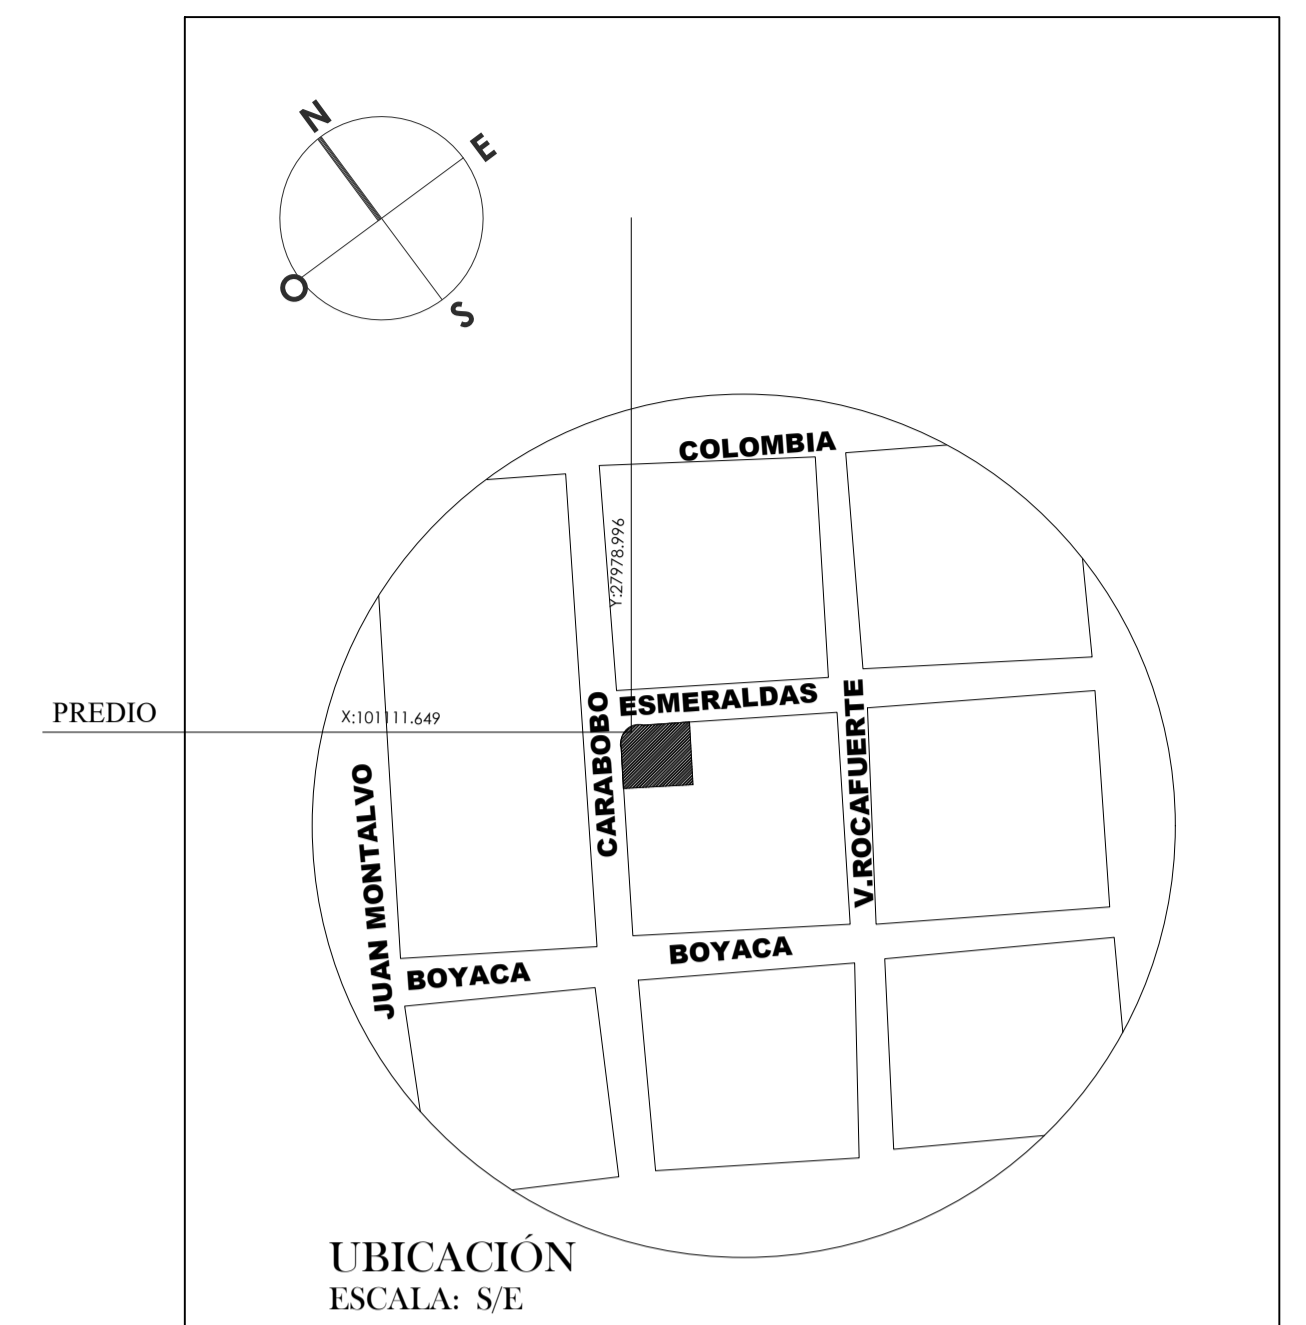 N
E
O
S
COLOMBIA
Y:27978.996
ESMERALDAS
PREDIO
X:101111.649
CARABOBO
V.ROCAFUERTE
JUAN MONTALVO
BOYACA
BOYACA
UBICACIÓN
ESCALA: S/E